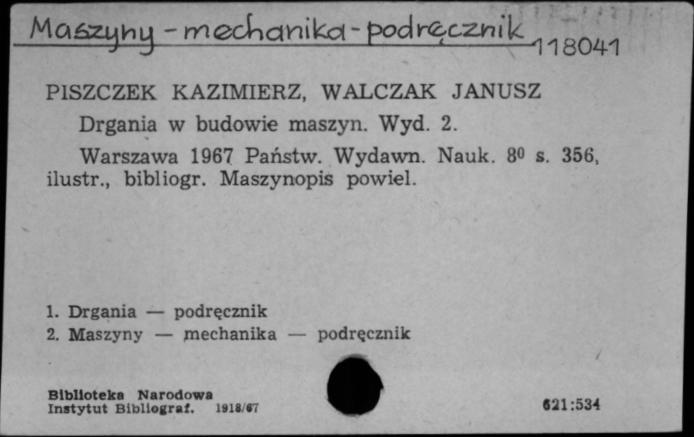 Maszyny - mechanika - podręcznik
118041
PISZCZEK KAZIMIERZ, WALCZAK JANUSZ
Drgania w budowie maszyn. Wyd. 2.
Warszawa 1967 Państw. Wydawn. Nauk. 8⁰ s. 356,
ilustr., bibliogr. Maszynopis powiel.
1. Drgania — podręcznik
2. Maszyny — mechanika — podręcznik
Biblioteka Narodowa
Instytut Bibliograf. 1918/67
621:534